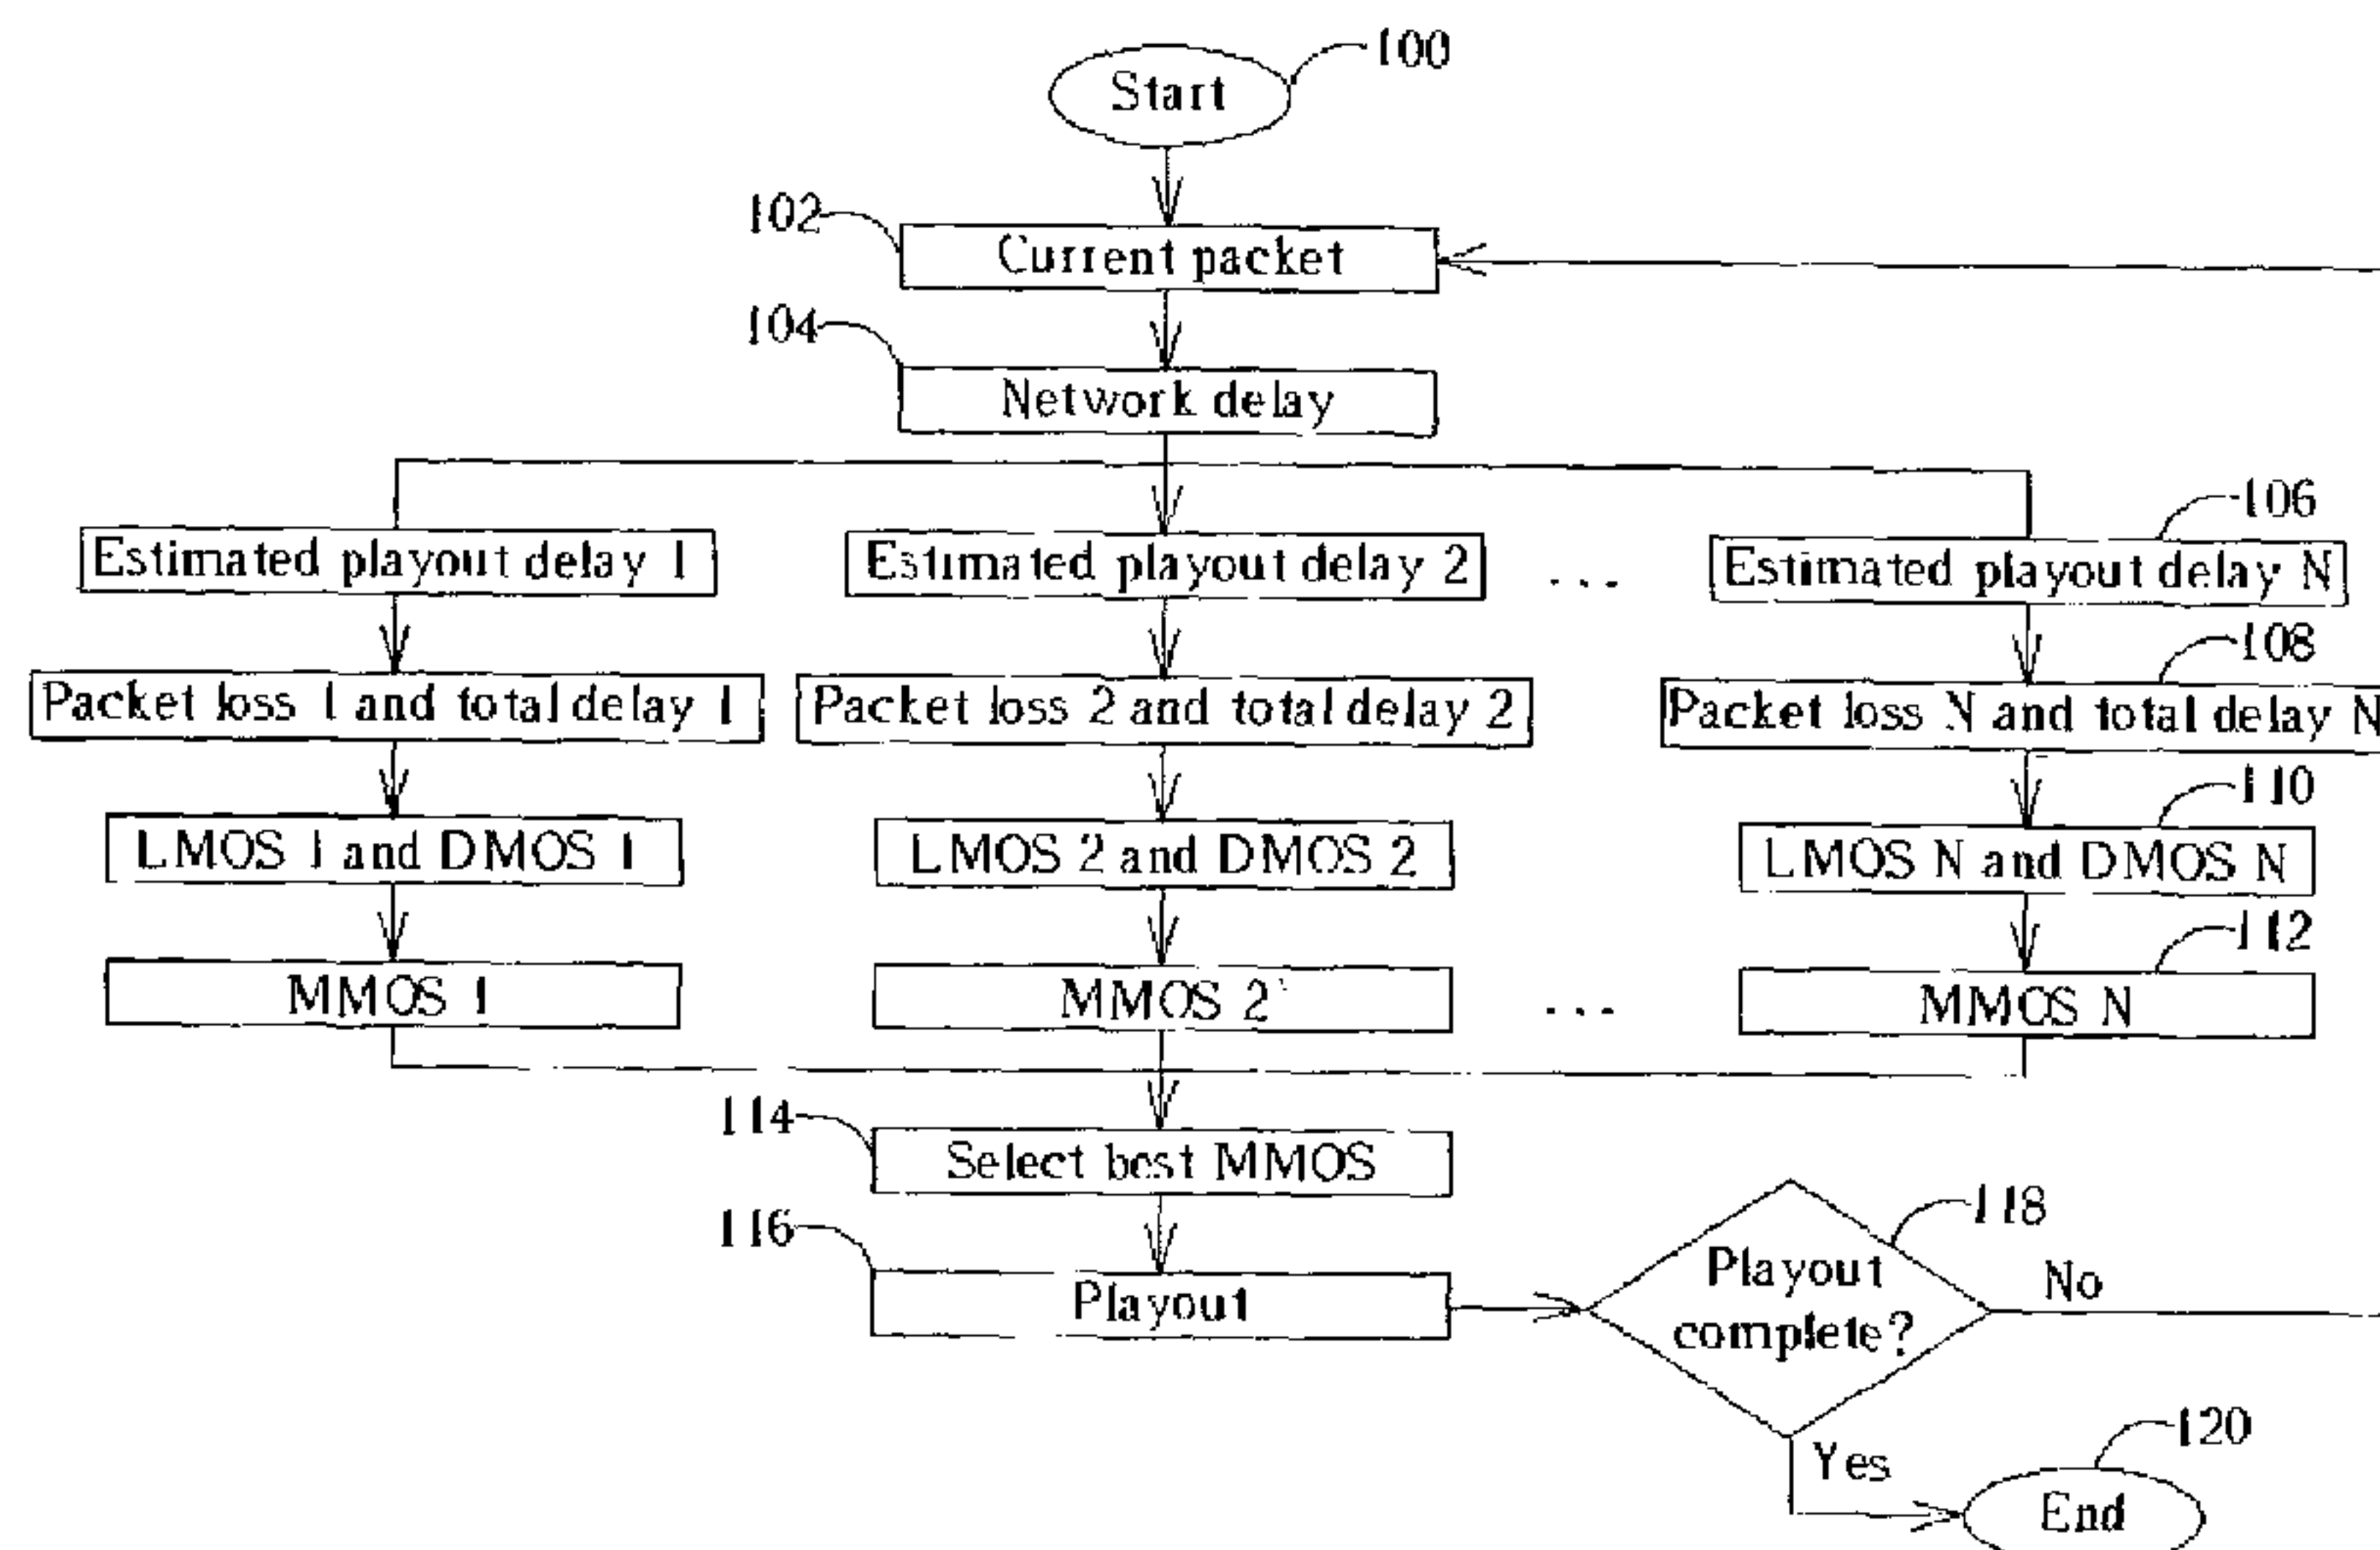 100
Start
102
Current packet
104
Network delay
106
Estimated playout delay 1
Estimated playout delay 2
...
Estimated playout delay N
108
Packet loss 1 and total delay 1
Packet loss 2 and total delay 2
Packet loss N and total delay N
110
LMOS 1 and DMOS 1
LMOS 2 and DMOS 2
LMOS N and DMOS N
112
MMOS 1
MMOS 2
...
MMOS N
114
Select best MMOS
116
Playout
118
Playout
complete?
No
Yes
120
End